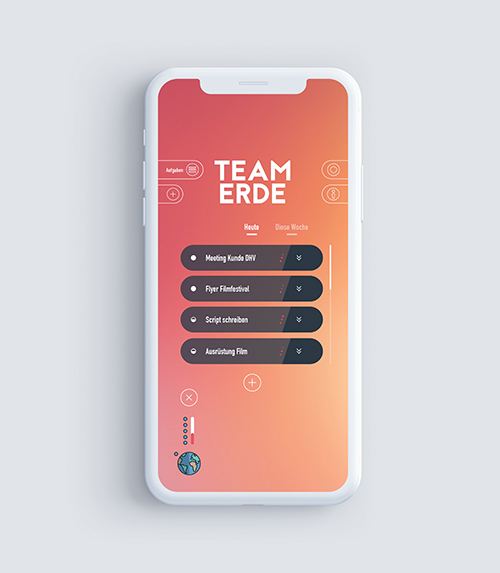 Aufgaben:
TEAM
ERDE
Heute
Diese Woche
Meeting Kunde DHV
Flyer Filmfestival
Script schreiben
Ausrüstung Film